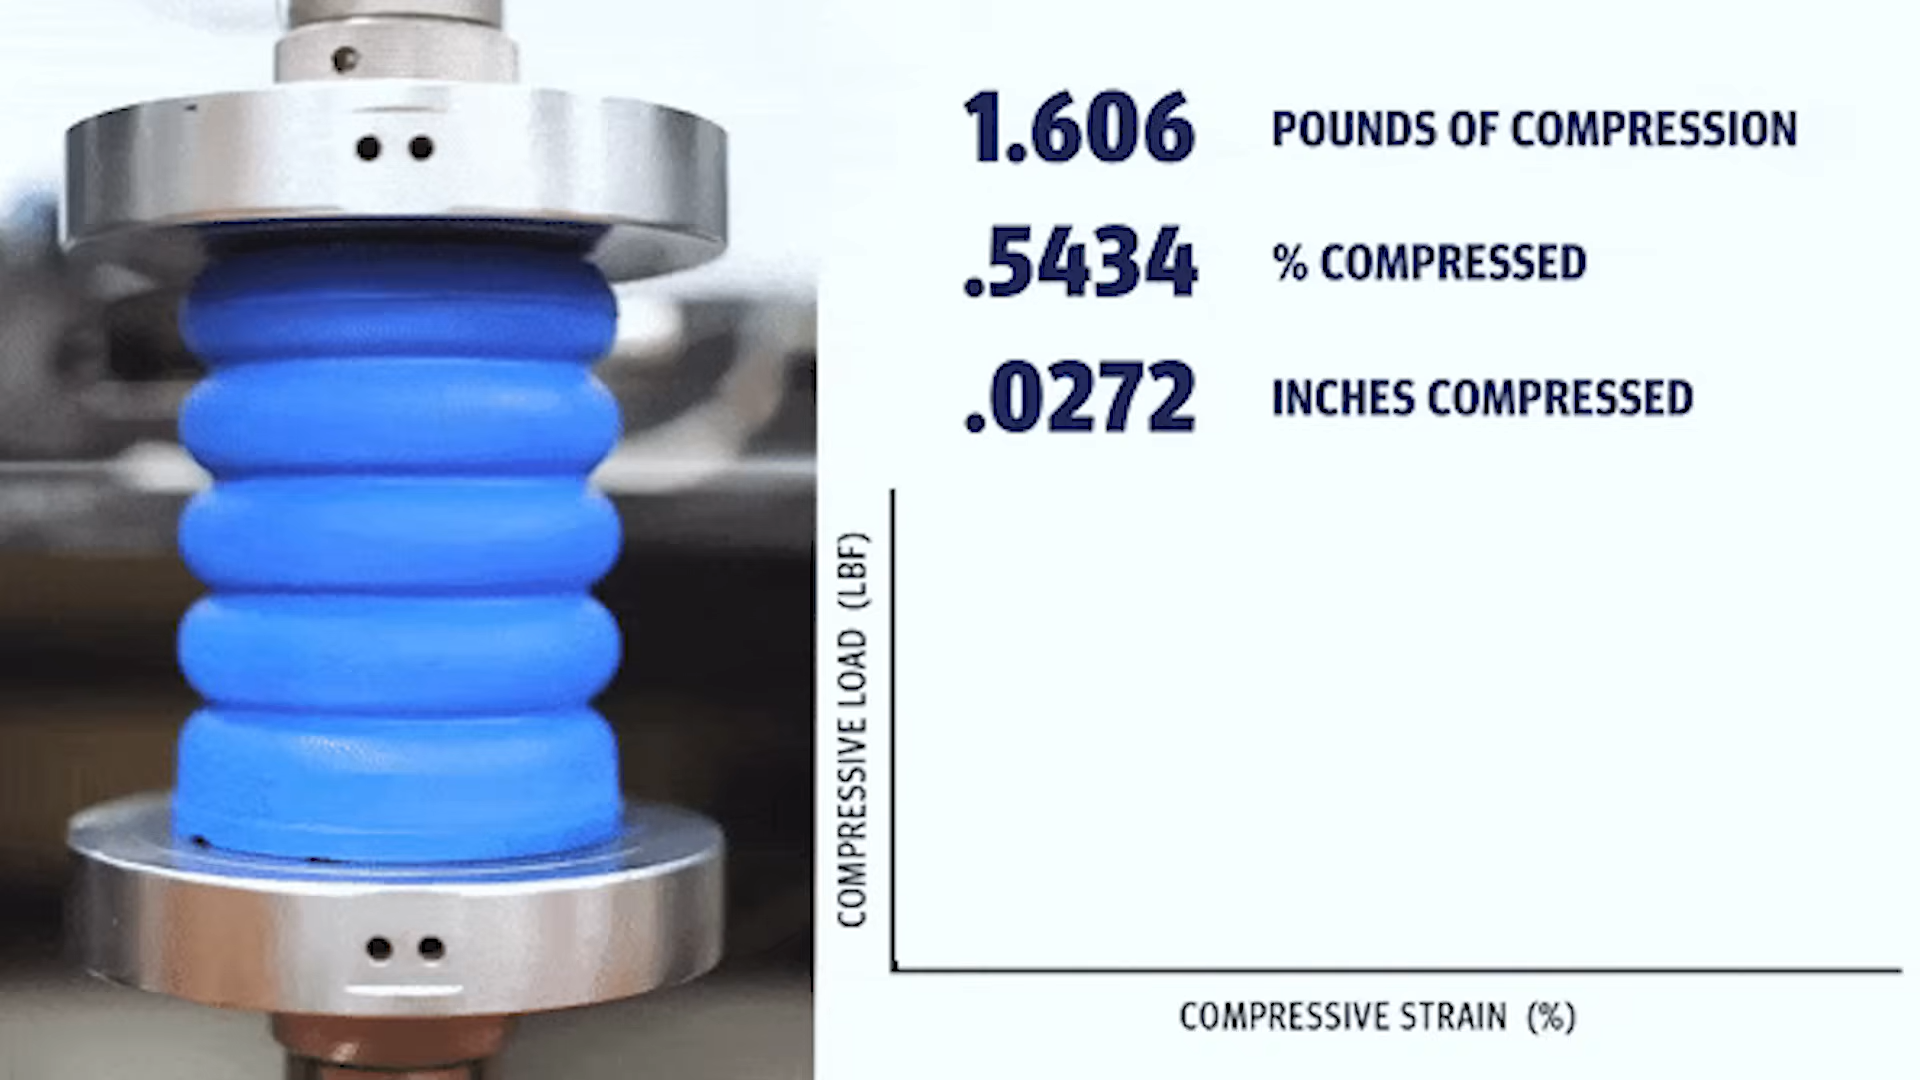 1.606 POUNDS OF COMPRESSION
.5434 % COMPRESSED
.0272 INCHES COMPRESSED
COMPRESSIVE LOAD (LBF)
COMPRESSIVE STRAIN (%)